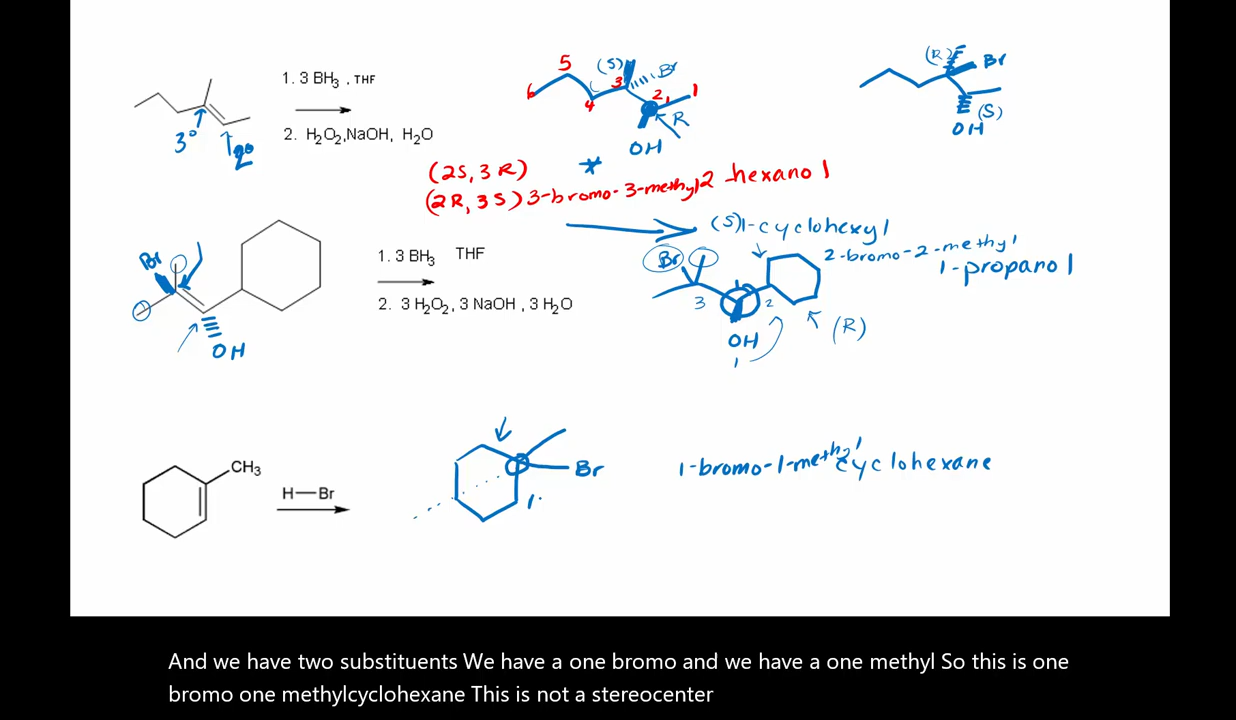 1. 3 BH3 . THF
2. H2O2,NaOH, H2O
3° 2°
6 5 4 3 2 1
(S) Br
R
OH
(R) Br
(S)
OH
(2S, 3R)
(2R, 3S) 3-bromo-3-methyl 2-hexanol
*
1. 3 BH3 THF
2. 3 H2O2, 3 NaOH , 3 H2O
Br
OH
(S) 1-cyclohexyl
2-bromo-2-methyl
1-propanol
Br
3 2
OH
1
(R)
CH3
H—Br
Br
1.
1-bromo-1-methyl cyclohexane
And we have two substituents We have a one bromo and we have a one methyl So this is one
bromo one methylcyclohexane This is not a stereocenter